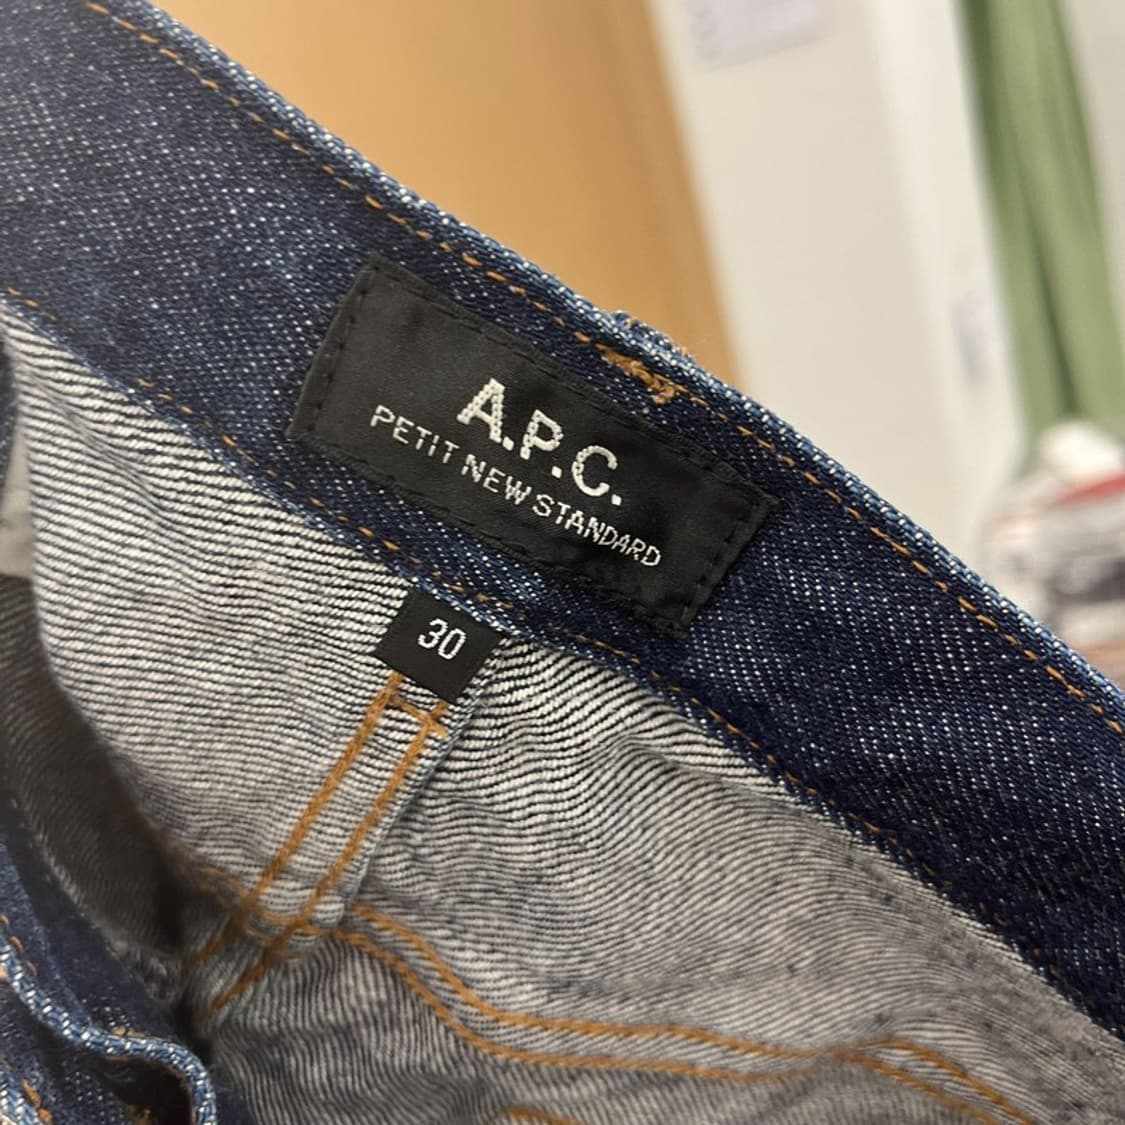 A.P.C.
PETIT NEW STANDARD
30